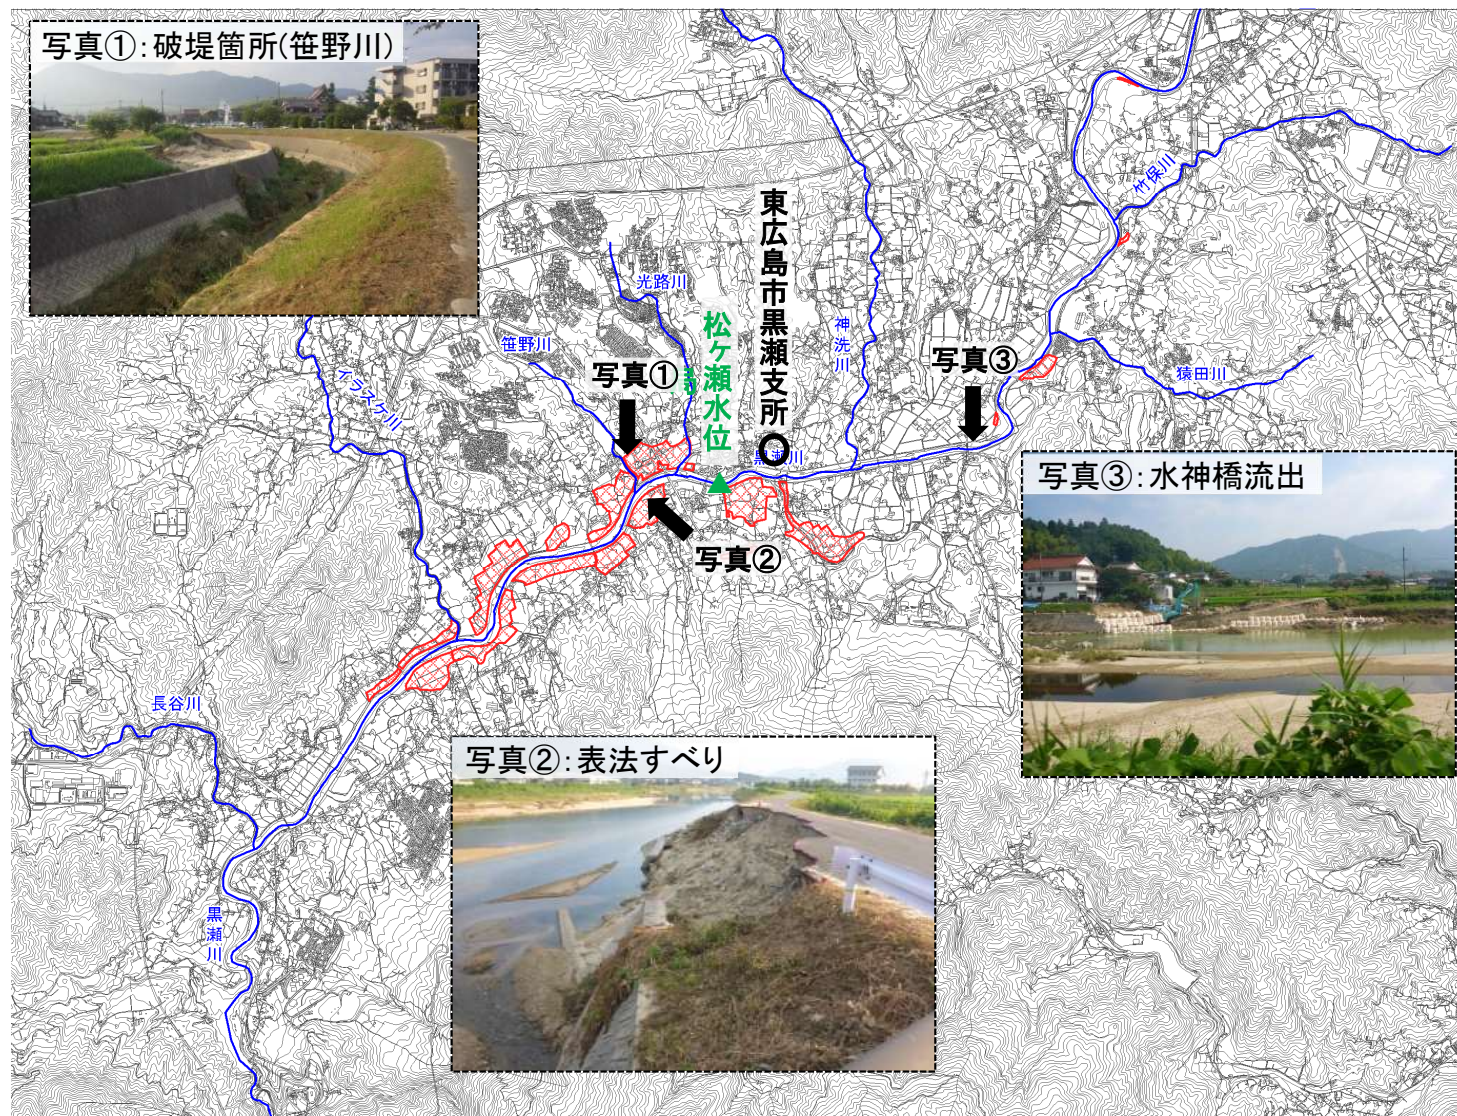 写真①:破堤箇所(笹野川)
竹保川
東広島市黒瀬支所
光路川
松ヶ瀬水位局
神洗川
笹野川
写真①
写真③
猿田川
イラスケ川
黒瀬川
写真③:水神橋流出
写真②
長谷川
写真②:表法すべり
黒瀬川